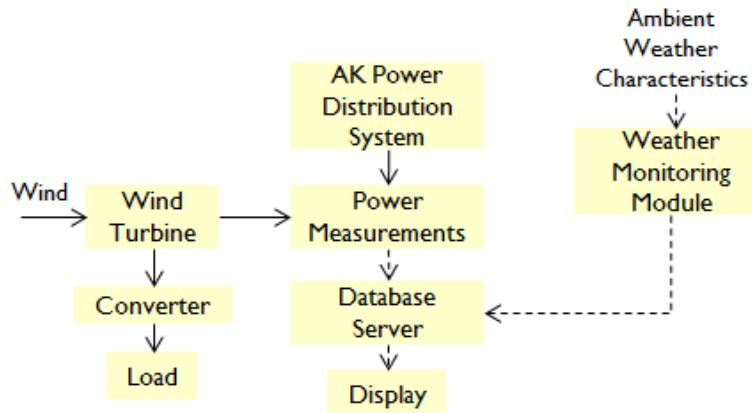 Ambient
Weather
Characteristics
AK Power
Distribution
System
Weather
Monitoring
Module
Wind
Wind
Turbine
Power
Measurements
Converter
Database
Server
Load
Display